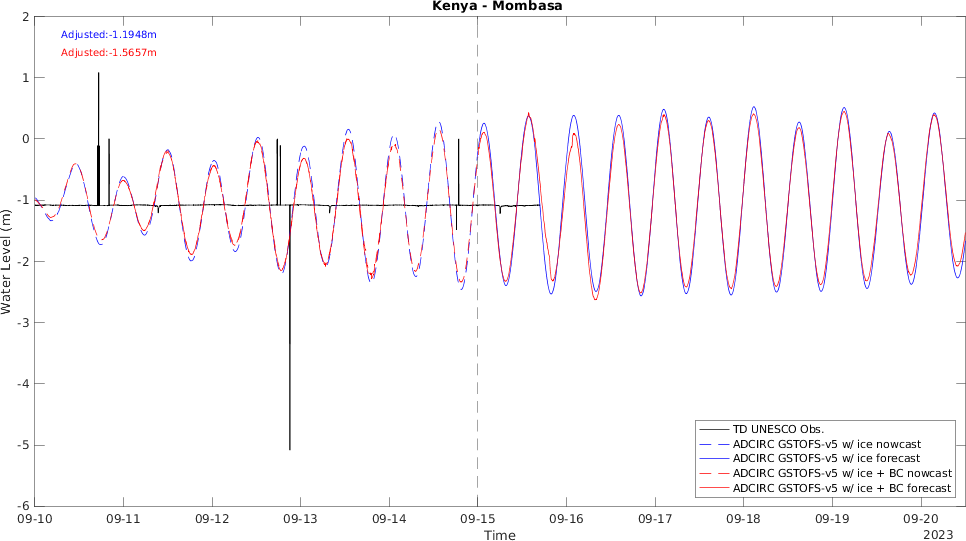 Kenya - Mombasa
Adjusted:-1.1948m
Adjusted:-1.5657m
2
1
0
-1
-2
-3
-4
-5
-6
Water Level (m)
TD UNESCO Obs.
ADCIRC GSTOFS-v5 w/ ice nowcast
ADCIRC GSTOFS-v5 w/ ice forecast
ADCIRC GSTOFS-v5 w/ ice + BC nowcast
ADCIRC GSTOFS-v5 w/ ice + BC forecast
09-10 09-11 09-12 09-13 09-14 09-15 09-16 09-17 09-18 09-19 09-20
Time
2023